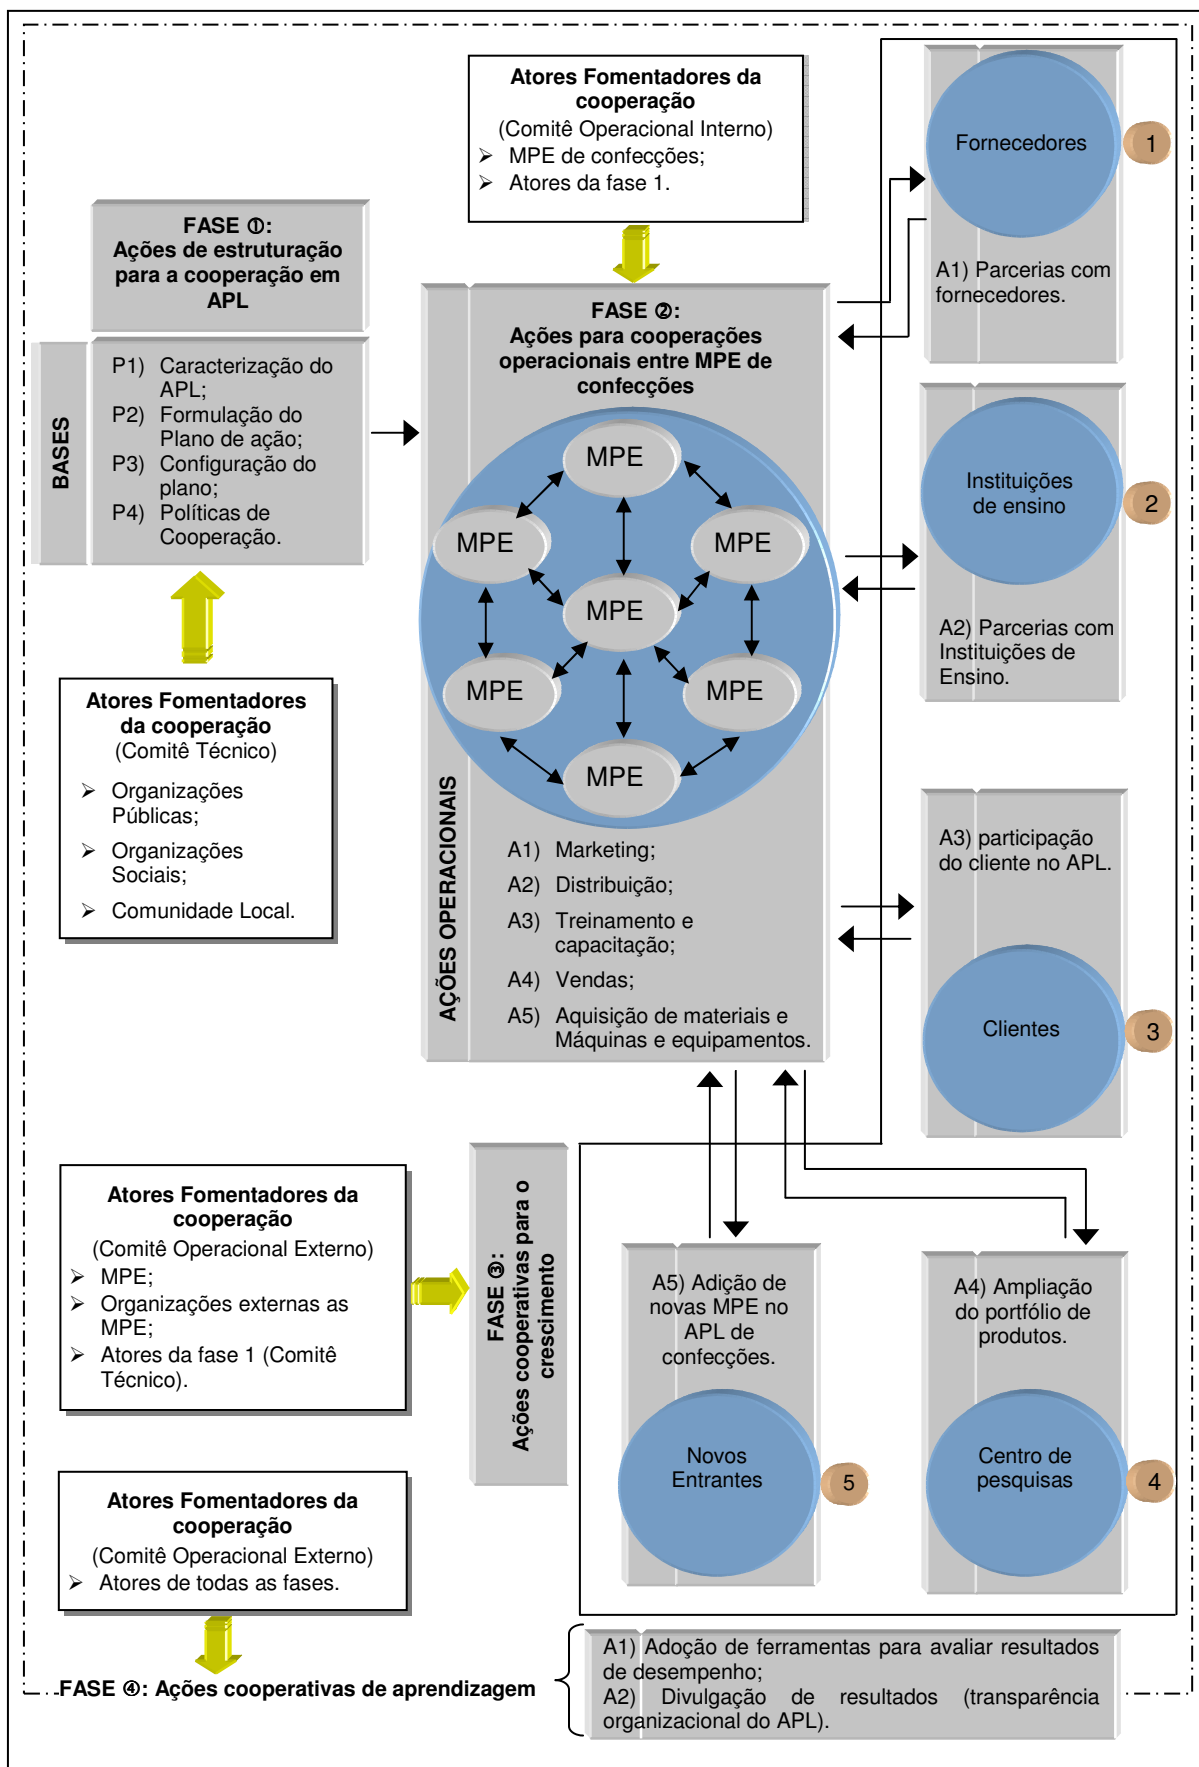 Atores Fomentadores da
cooperação
(Comitê Operacional Interno)
➢ MPE de confecções;
➢ Atores da fase 1.
FASE ①:
Ações de estruturação
para a cooperação em
APL
BASES
P1) Caracterização do
APL;
P2) Formulação do
Plano de ação;
P3) Configuração do
plano;
P4) Políticas de
Cooperação.
Atores Fomentadores
da cooperação
(Comitê Técnico)
➢ Organizações
Públicas;
➢ Organizações
Sociais;
➢ Comunidade Local.
FASE ②:
Ações para cooperações
operacionais entre MPE de
confecções
MPE
MPE
MPE
MPE
MPE
MPE
MPE
AÇÕES OPERACIONAIS
A1) Marketing;
A2) Distribuição;
A3) Treinamento e
capacitação;
A4) Vendas;
A5) Aquisição de materiais e
Máquinas e equipamentos.
Fornecedores
1
A1) Parcerias com
fornecedores.
Instituições
de ensino
2
A2) Parcerias com
Instituições de
Ensino.
A3) participação
do cliente no APL.
Clientes
3
Atores Fomentadores da
cooperação
(Comitê Operacional Externo)
➢ MPE;
➢ Organizações externas as
MPE;
➢ Atores da fase 1 (Comitê
Técnico).
FASE ③:
Ações cooperativas para o
crescimento
A5) Adição de
novas MPE no
APL de
confecções.
Novos
Entrantes
5
A4) Ampliação
do portfólio de
produtos.
Centro de
pesquisas
4
Atores Fomentadores da
cooperação
(Comitê Operacional Externo)
➢ Atores de todas as fases.
FASE ④: Ações cooperativas de aprendizagem
A1) Adoção de ferramentas para avaliar resultados
de desempenho;
A2) Divulgação de resultados (transparência
organizacional do APL).